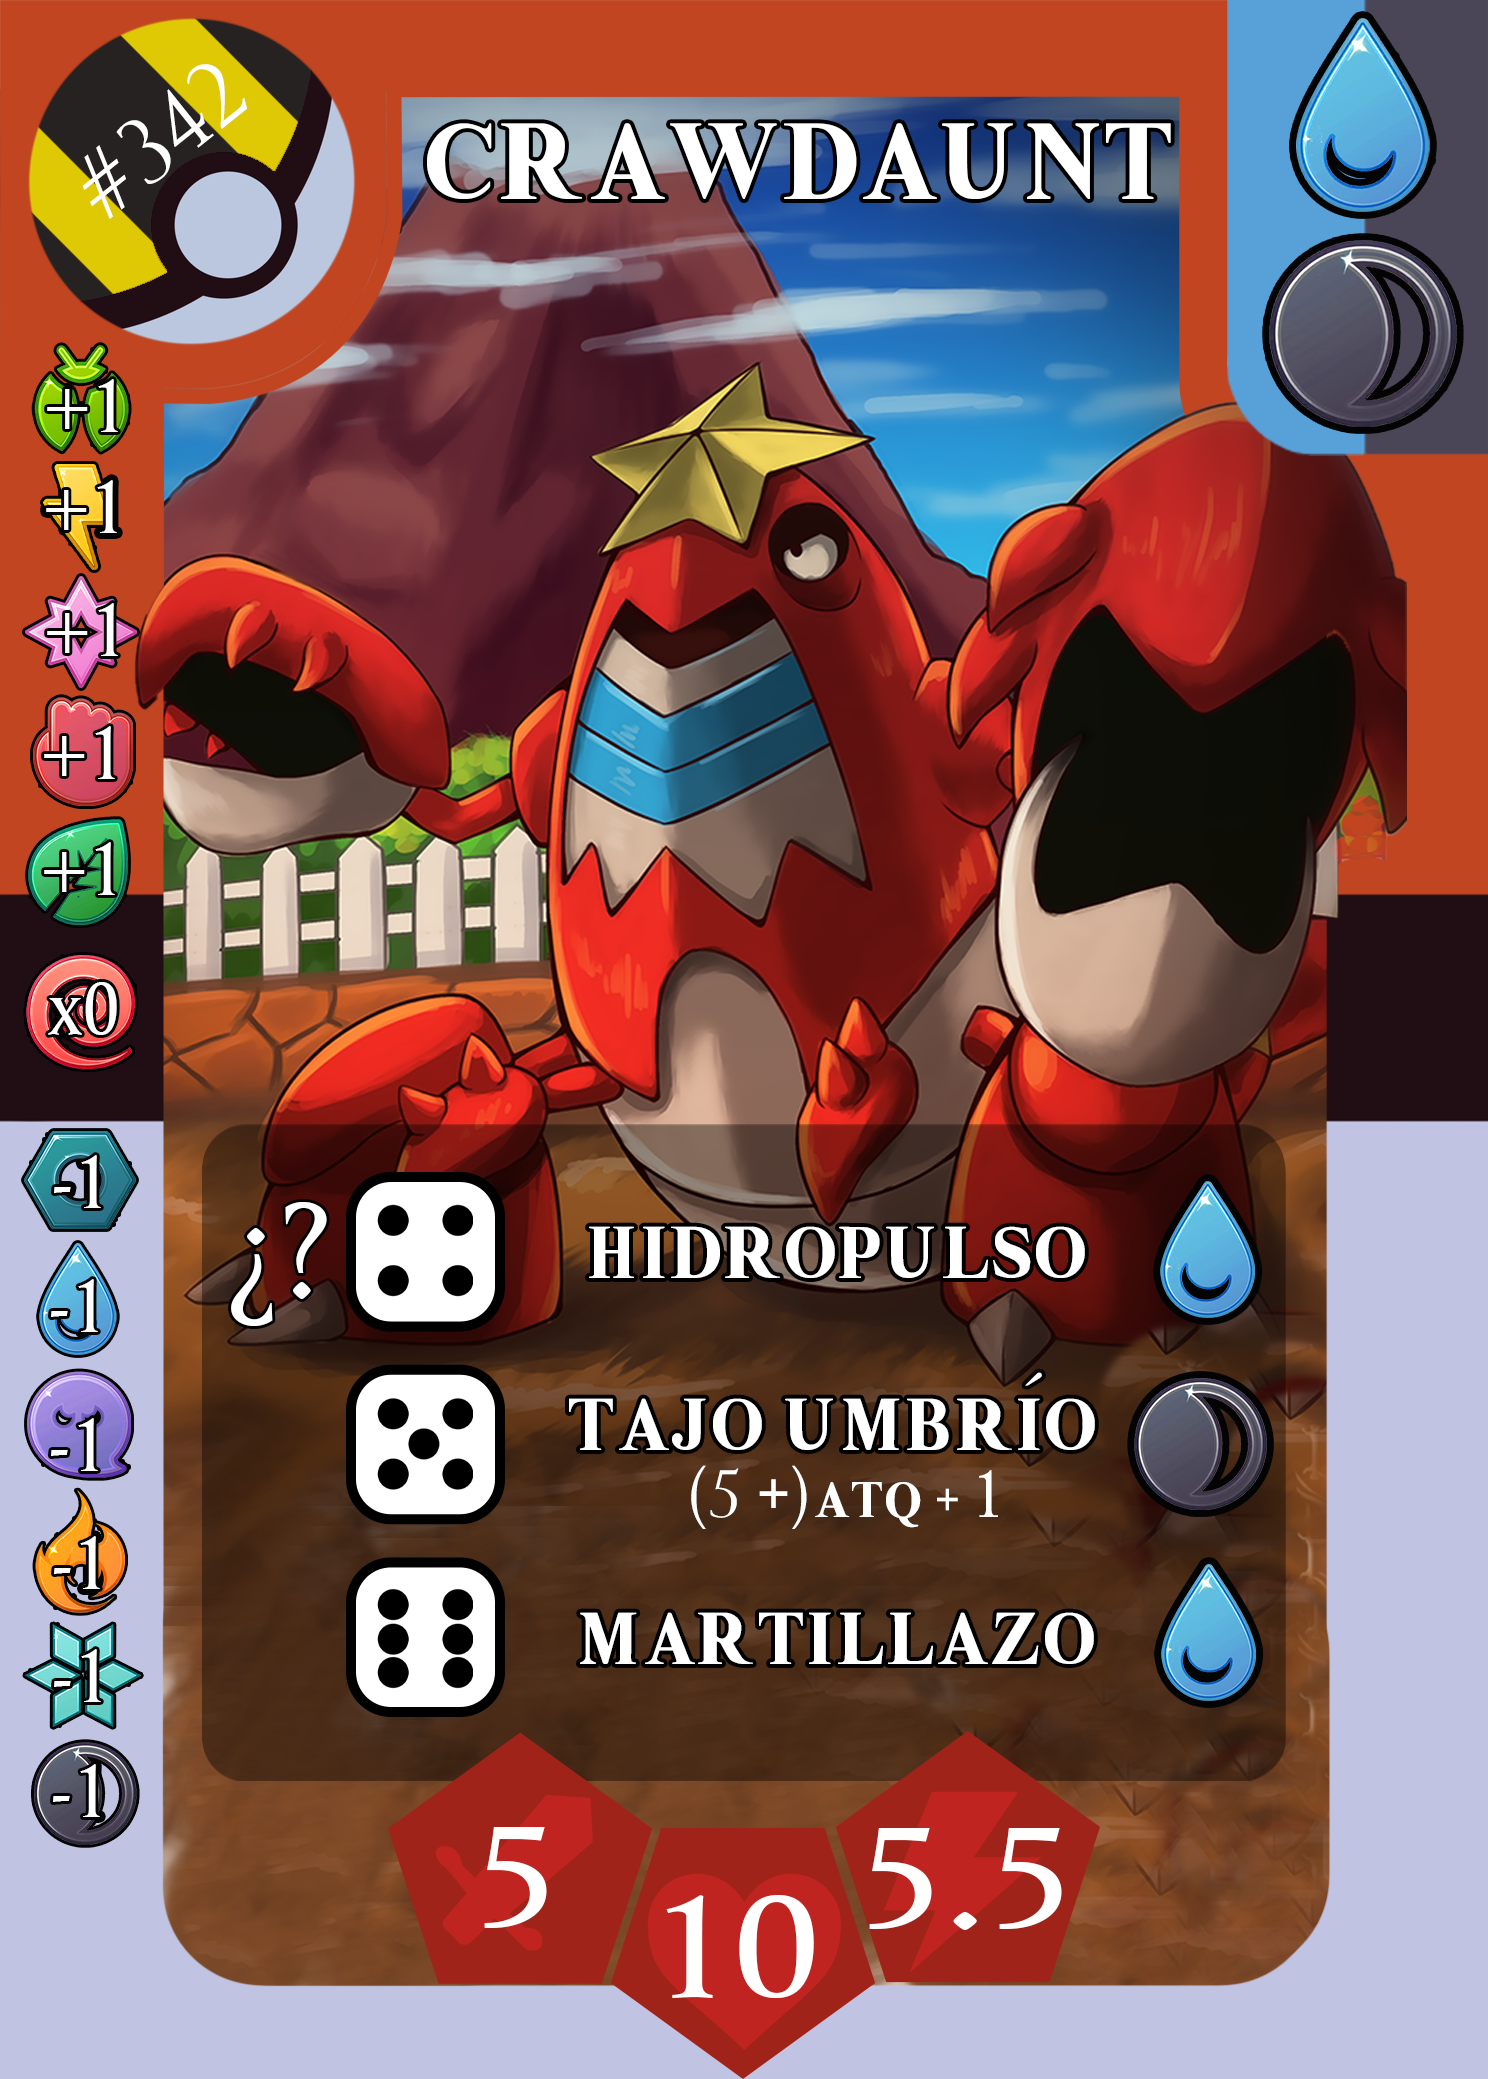 #342
CRAWDAUNT
+1
+1
+1
+1
+1
x0
-1
-1
-1
-1
-1
-1
¿? HIDROPULSO
TAJO UMBRÍO
(5 +) ATQ + 1
MARTILLAZO
5
10
5.5